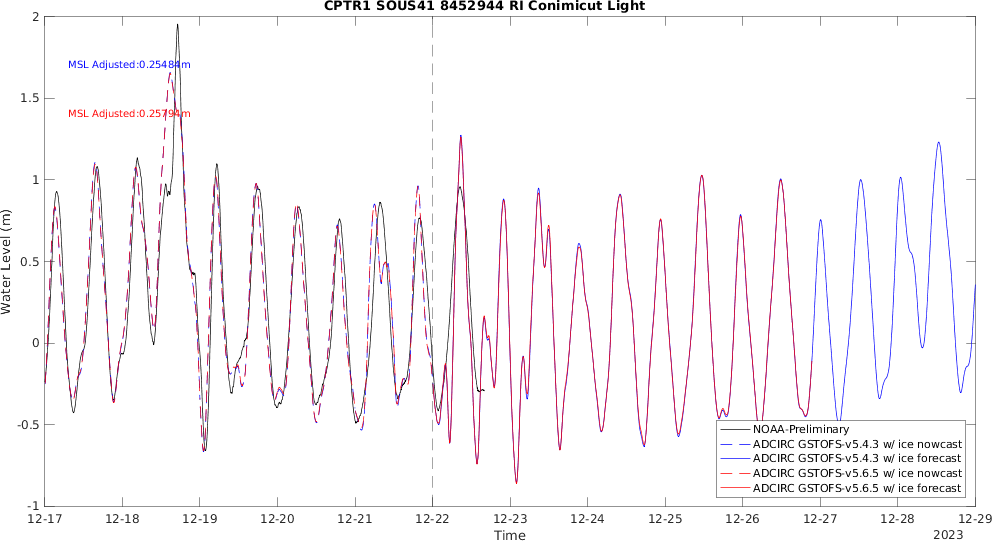 CPTR1 SOUS41 8452944 RI Conimicut Light
MSL Adjusted:0.25484m
MSL Adjusted:0.25794m
Water Level (m)
2
1.5
1
0.5
0
-0.5
-1
NOAA-Preliminary
ADCIRC GSTOFS-v5.4.3 w/ ice nowcast
ADCIRC GSTOFS-v5.4.3 w/ ice forecast
ADCIRC GSTOFS-v5.6.5 w/ ice nowcast
ADCIRC GSTOFS-v5.6.5 w/ ice forecast
12-17 12-18 12-19 12-20 12-21 12-22 12-23 12-24 12-25 12-26 12-27 12-28 12-29
Time
2023